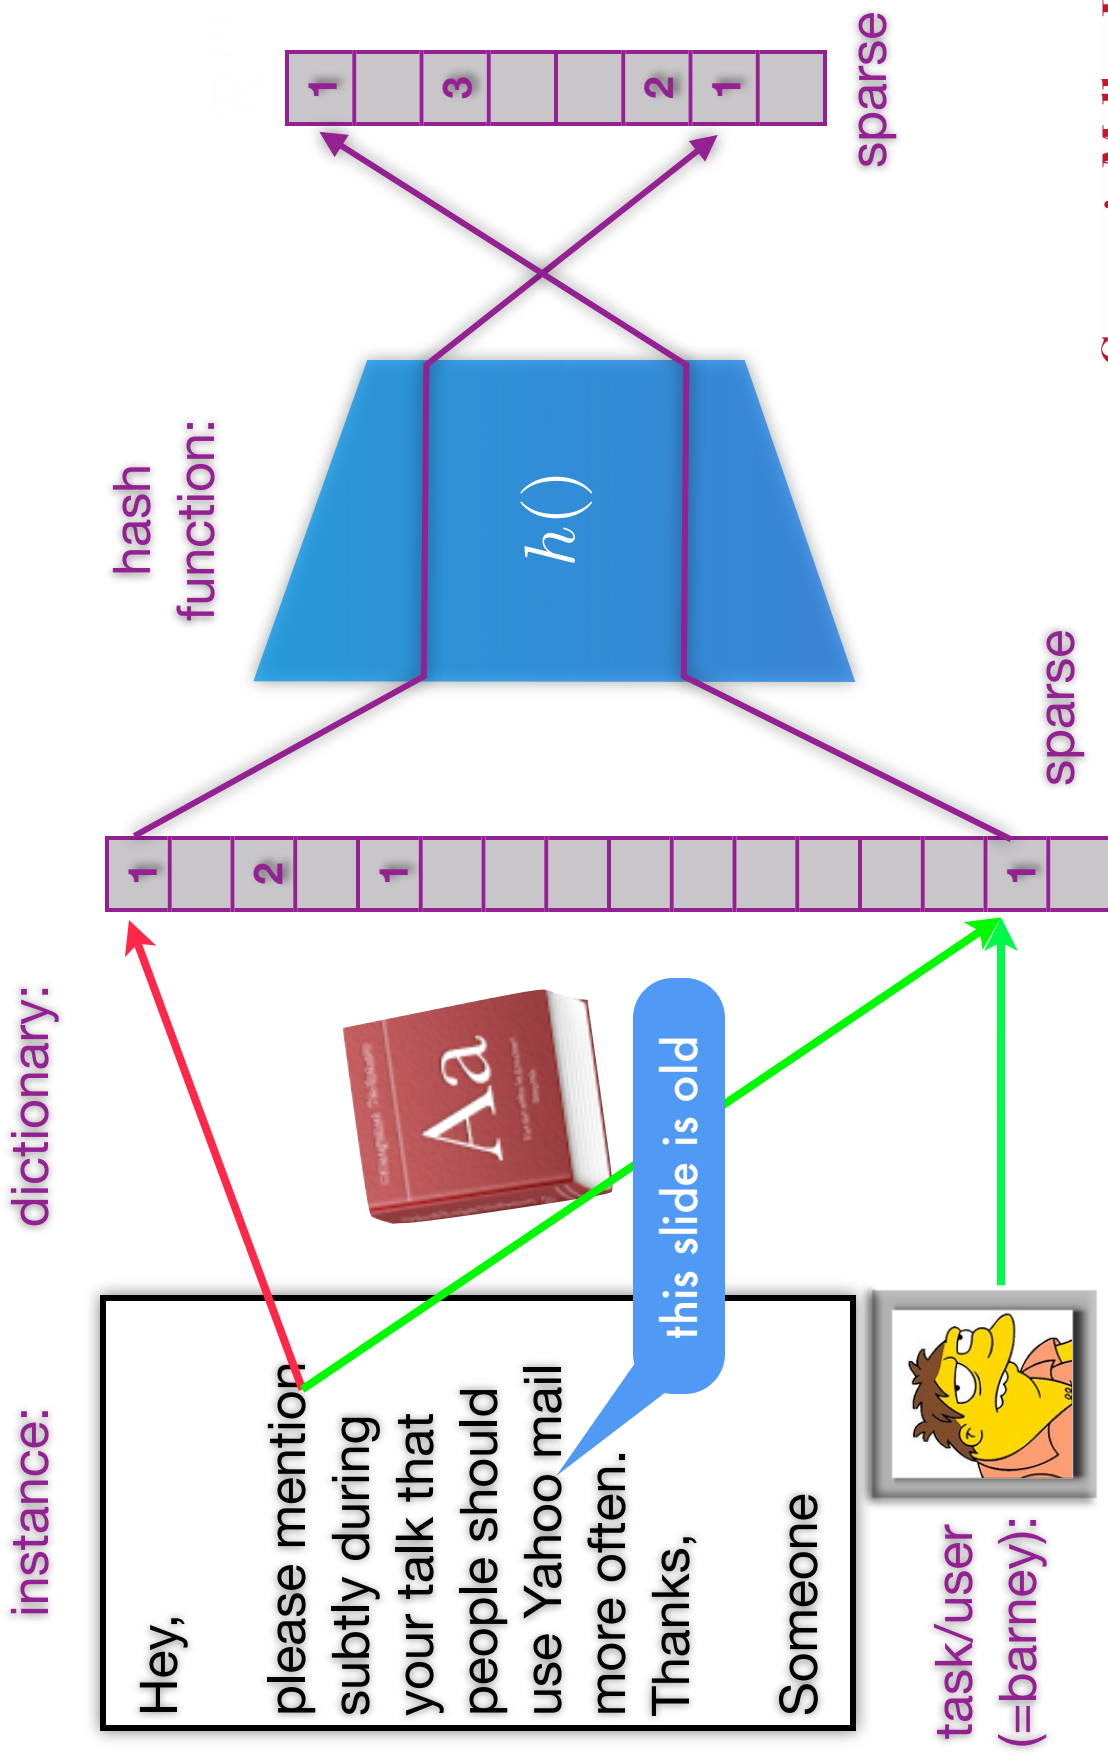 instance:
dictionary:
hash
function:
Hey,
please mention
subtly during
your talk that
people should
use Yahoo mail
more often.
Thanks,
Someone
this slide is old
Aa
task/user
(=barney):
1
2
1
1
sparse
h()
1
3
2
1
sparse